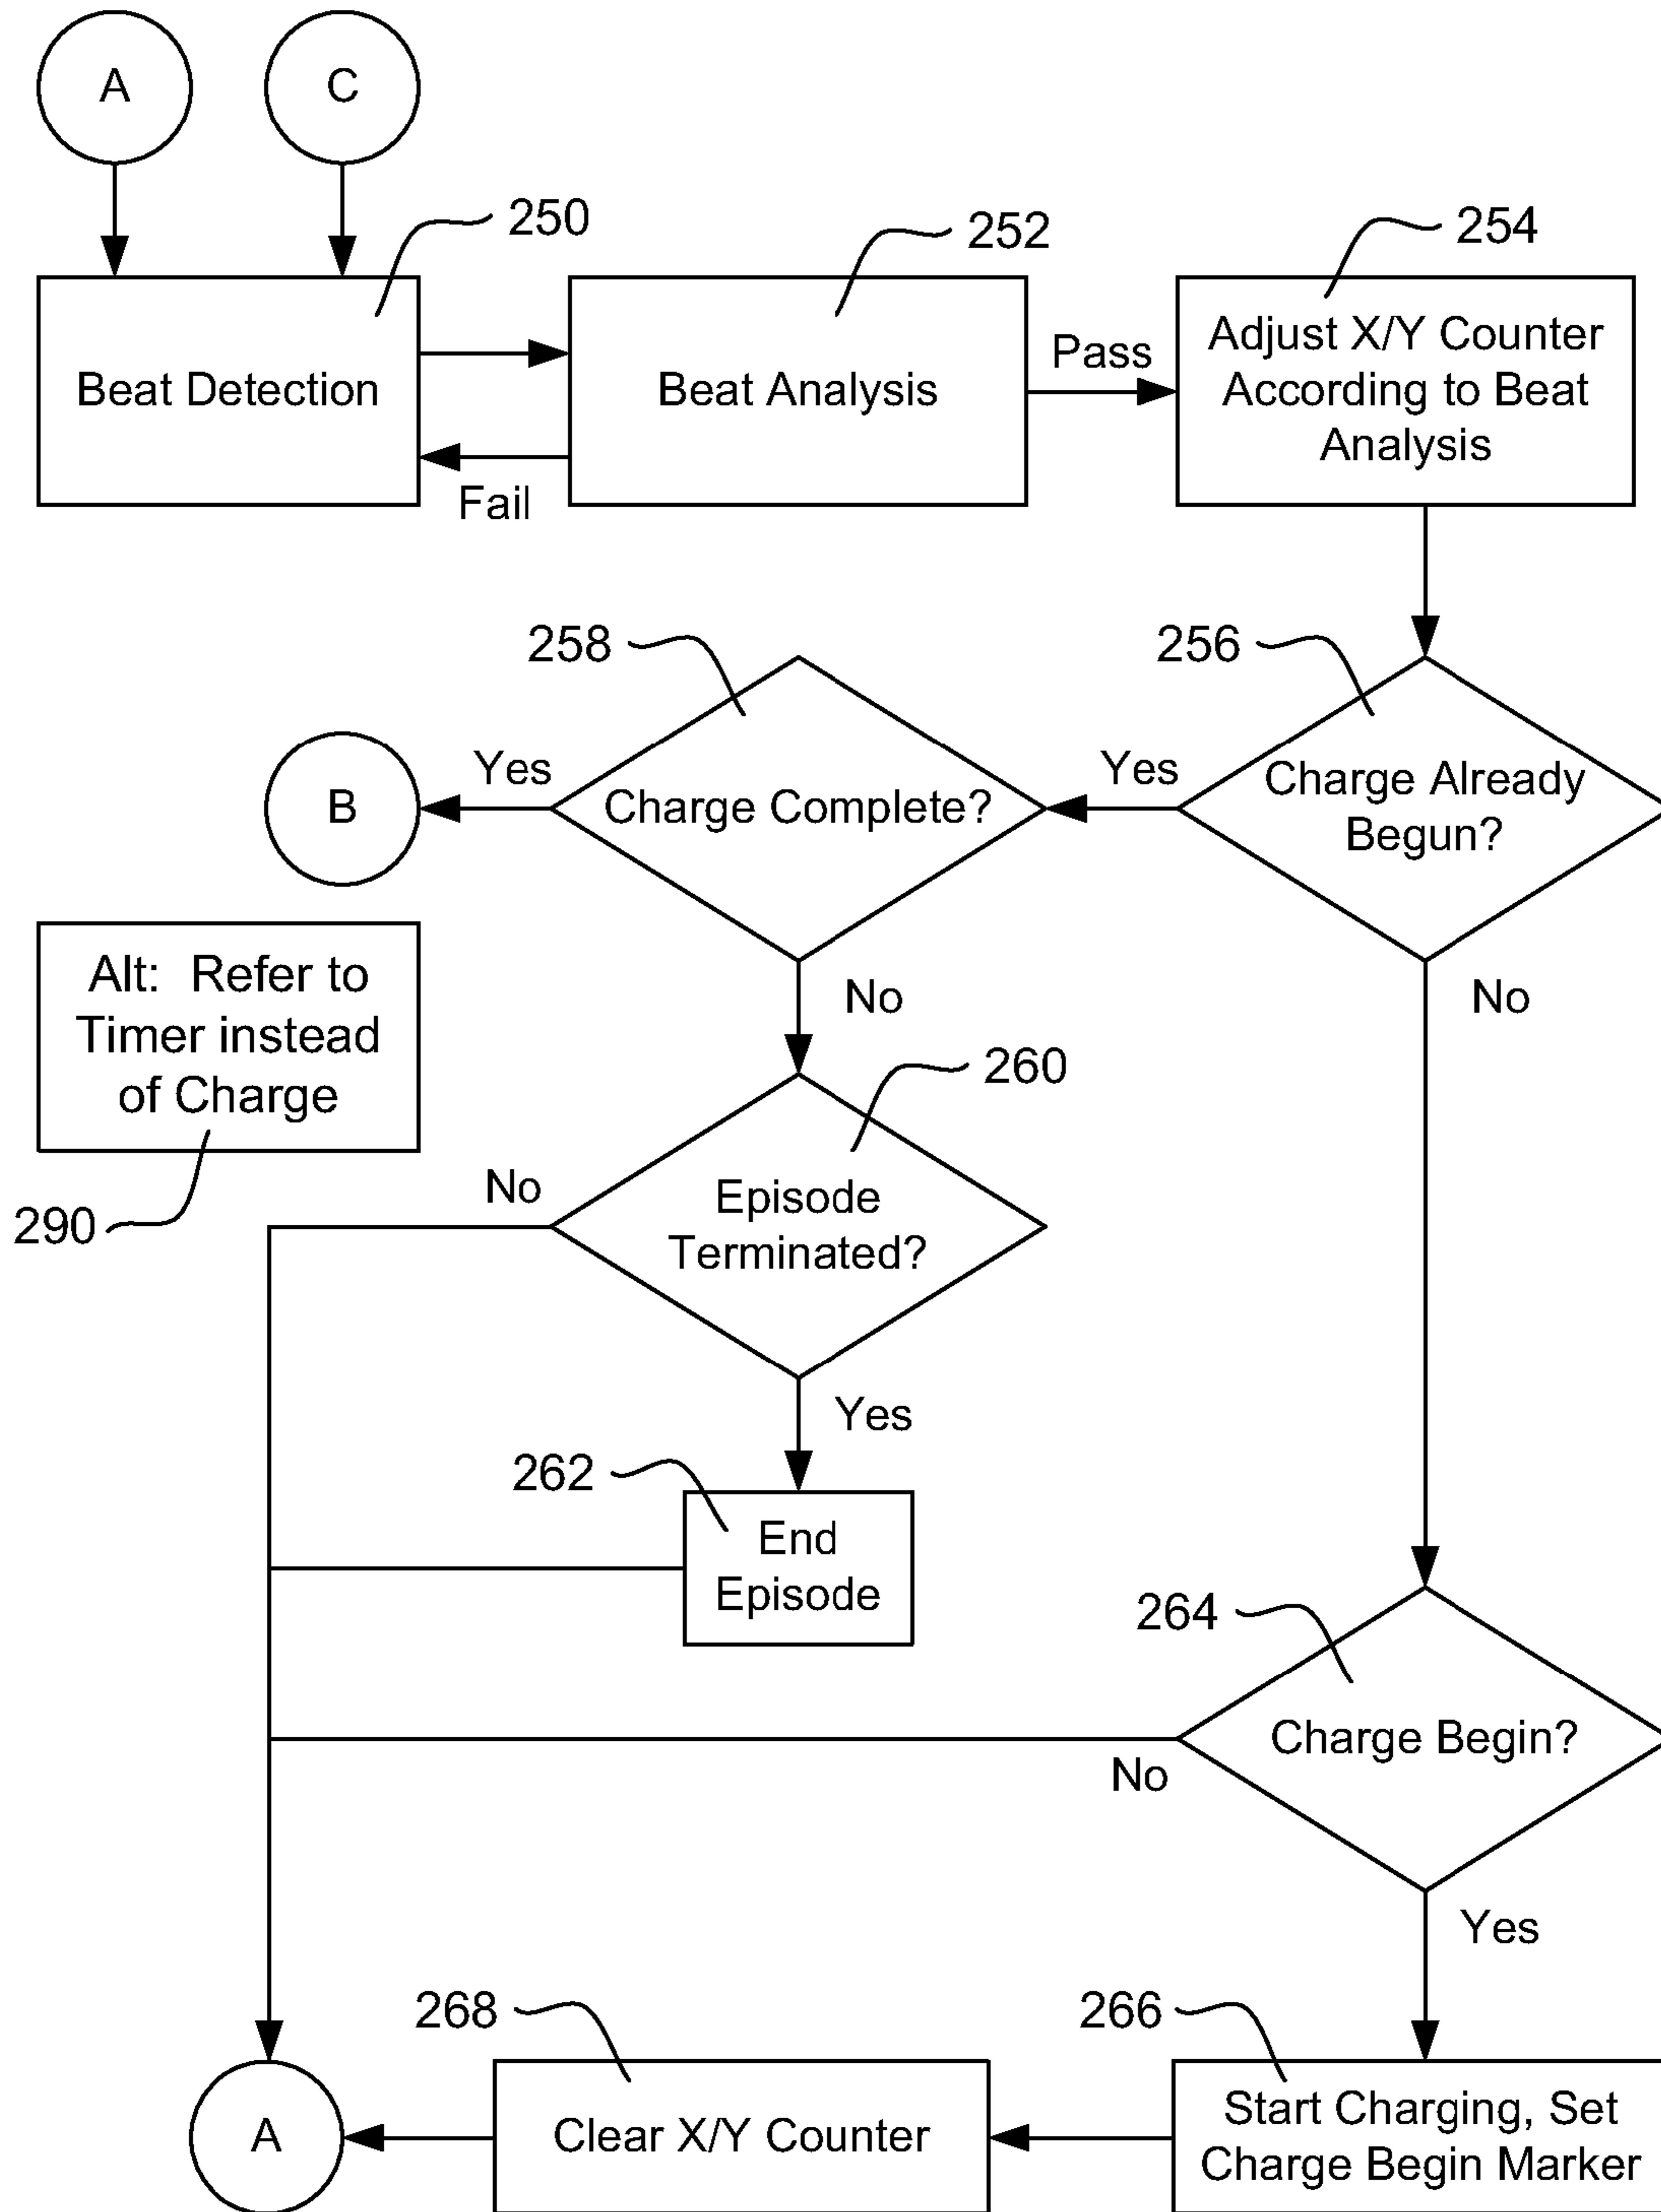 A
C
250
252
254
Beat Detection
Beat Analysis
Pass
Fail
Adjust X/Y Counter
According to Beat
Analysis
258
256
B
Yes
Charge Complete?
Yes
Charge Already
Begun?
Alt: Refer to
Timer instead
of Charge
290
No
No
260
No
Episode
Terminated?
Yes
262
End
Episode
264
Charge Begin?
No
Yes
268
266
A
Clear X/Y Counter
Start Charging, Set
Charge Begin Marker